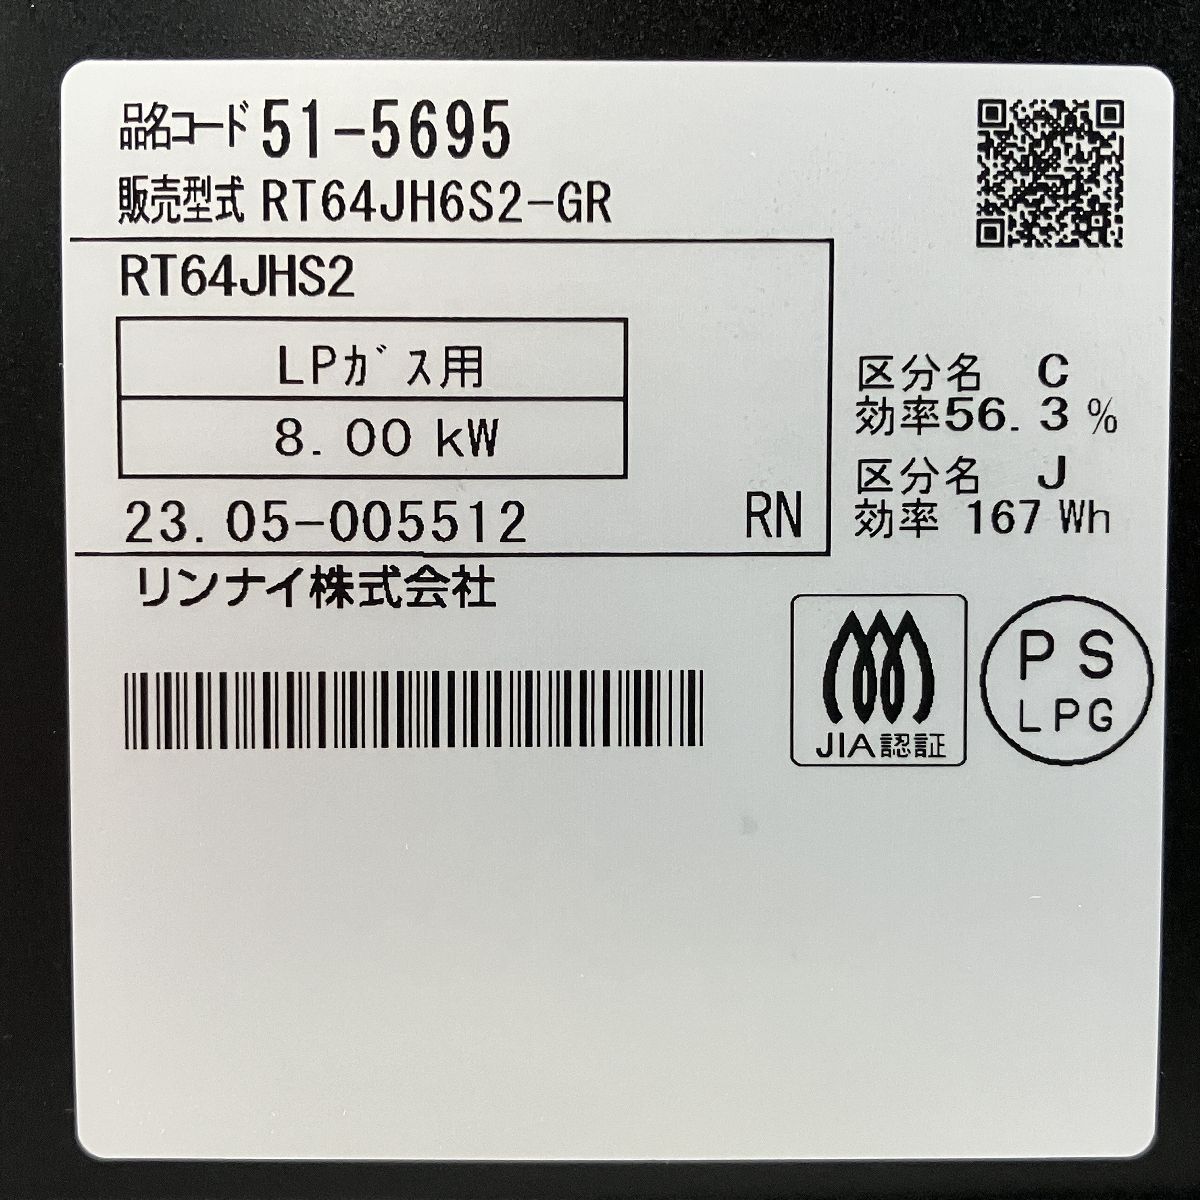 品名コード 51-5695
販売型式 RT64JH6S2-GR
RT64JHS2
LPガス用
8.00 kW
23.05-005512 RN
リンナイ株式会社
区分名 C
効率56.3 %
区分名 J
効率 167 Wh
JIA認証
PS
LPG